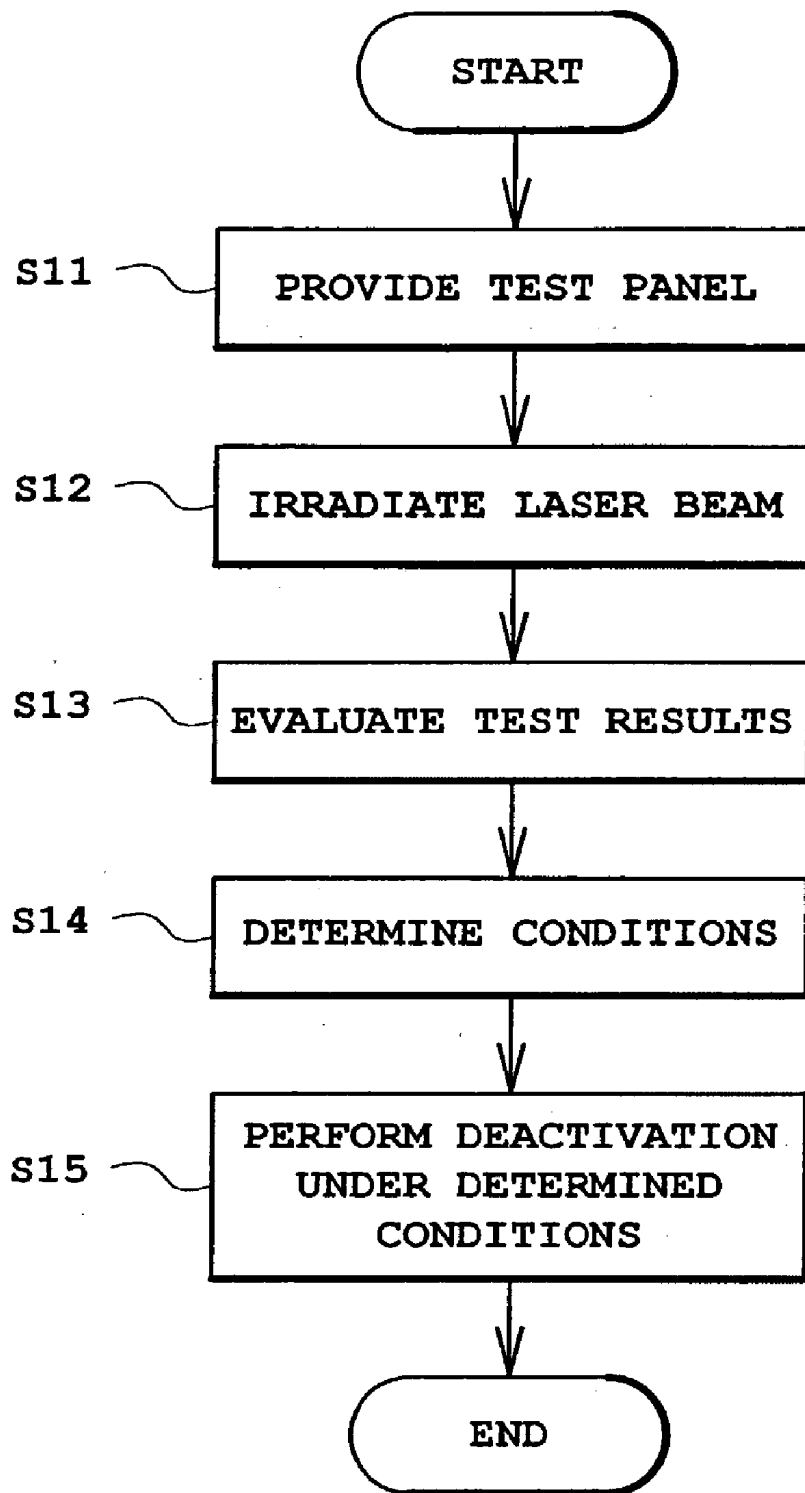 START
S11
PROVIDE TEST PANEL
S12
IRRADIATE LASER BEAM
S13
EVALUATE TEST RESULTS
S14
DETERMINE CONDITIONS
S15
PERFORM DEACTIVATION
UNDER DETERMINED
CONDITIONS
END